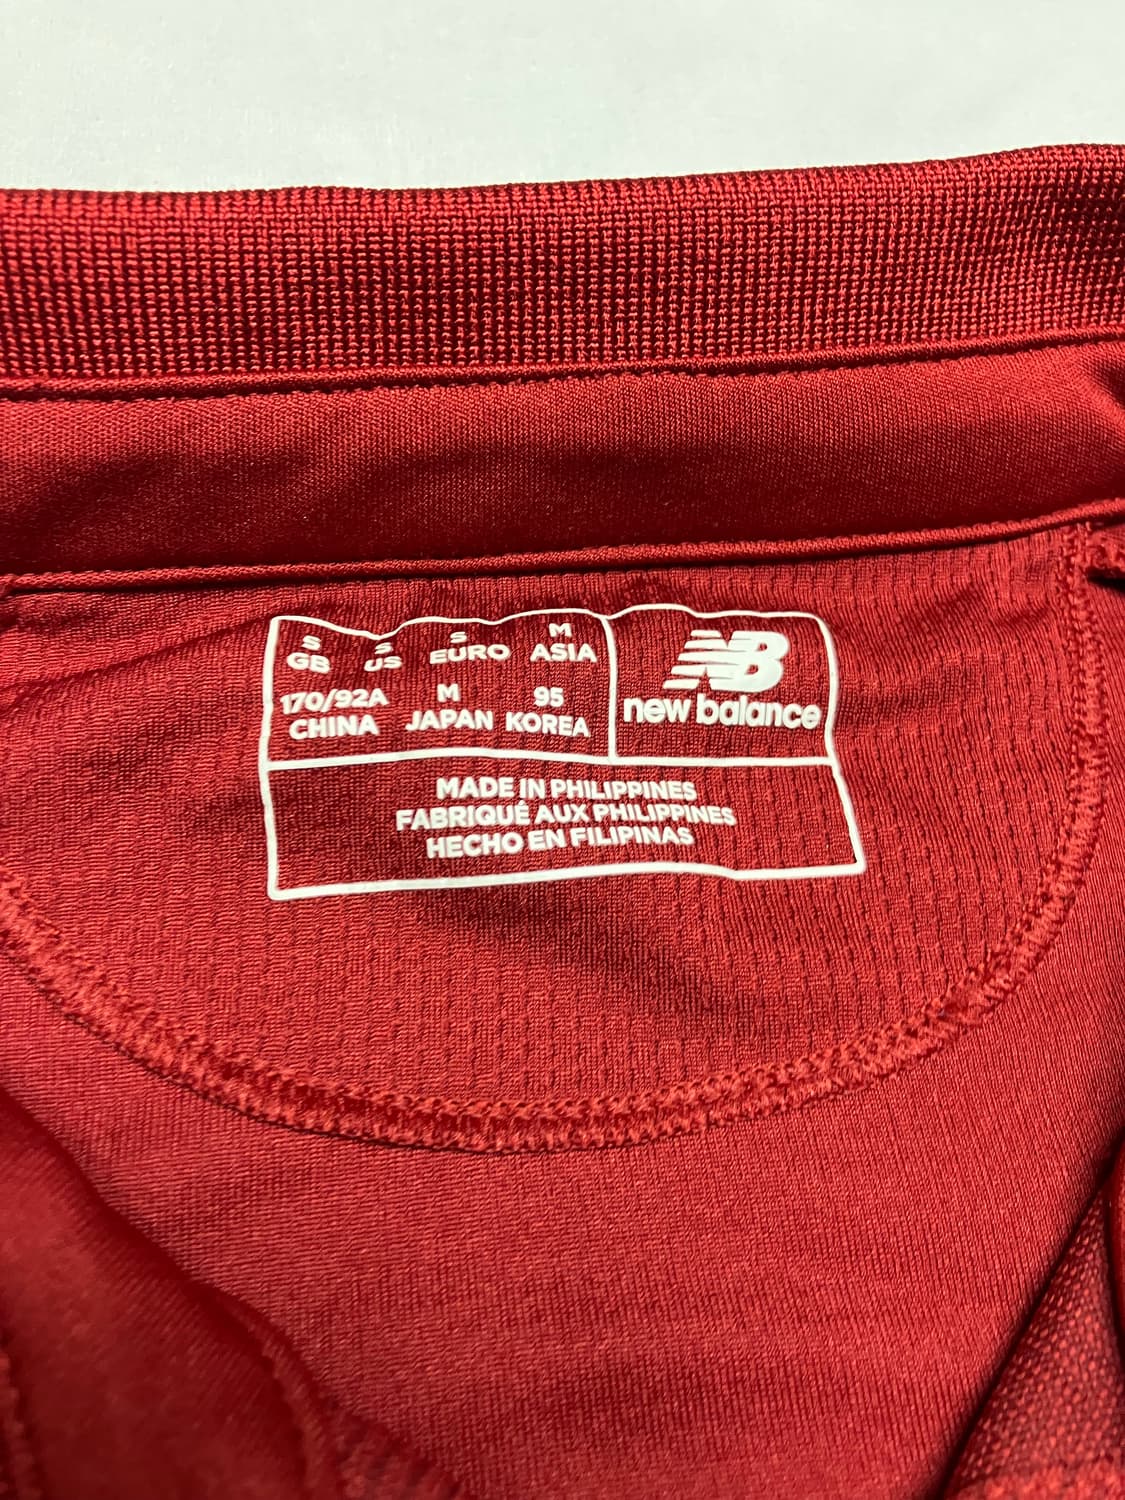 S S S M
GB US EURO ASIA
170/92A M 95
CHINA JAPAN KOREA
NB
new balance
MADE IN PHILIPPINES
FABRIQUÉ AUX PHILIPPINES
HECHO EN FILIPINAS